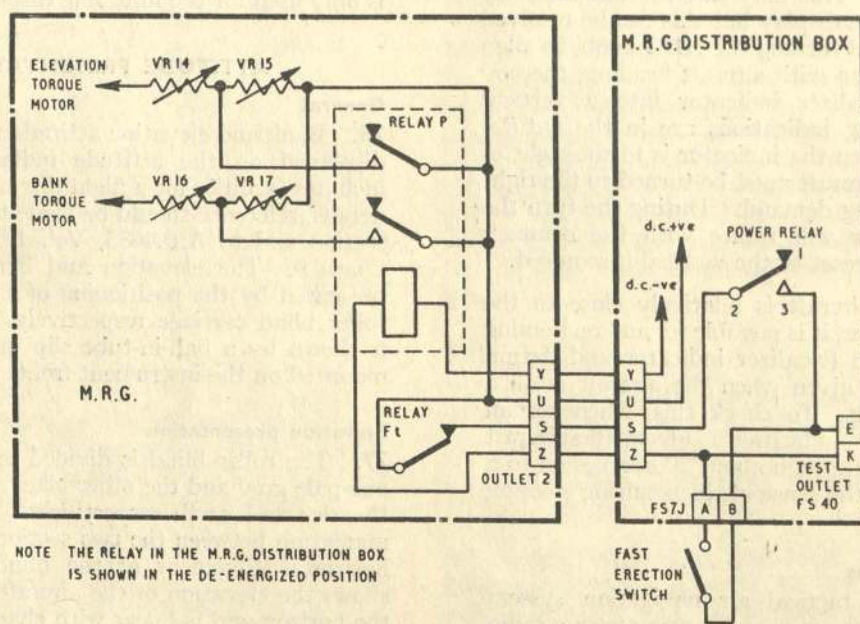 M.R.G. DISTRIBUTION BOX
ELEVATION
TORQUE
MOTOR
VR 14
VR 15
RELAY P
BANK
TORQUE
MOTOR
VR 16
VR 17
d.c.+ve
d.c.-ve
POWER RELAY
1
2
3
M.R.G.
RELAY
Ft
Y
U
S
Z
OUTLET 2
Y
U
S
Z
E
K
TEST
OUTLET
FS 40
FS7J
A
B
FAST
ERECTION
SWITCH
NOTE THE RELAY IN THE M.R.G. DISTRIBUTION BOX
IS SHOWN IN THE DE-ENERGIZED POSITION